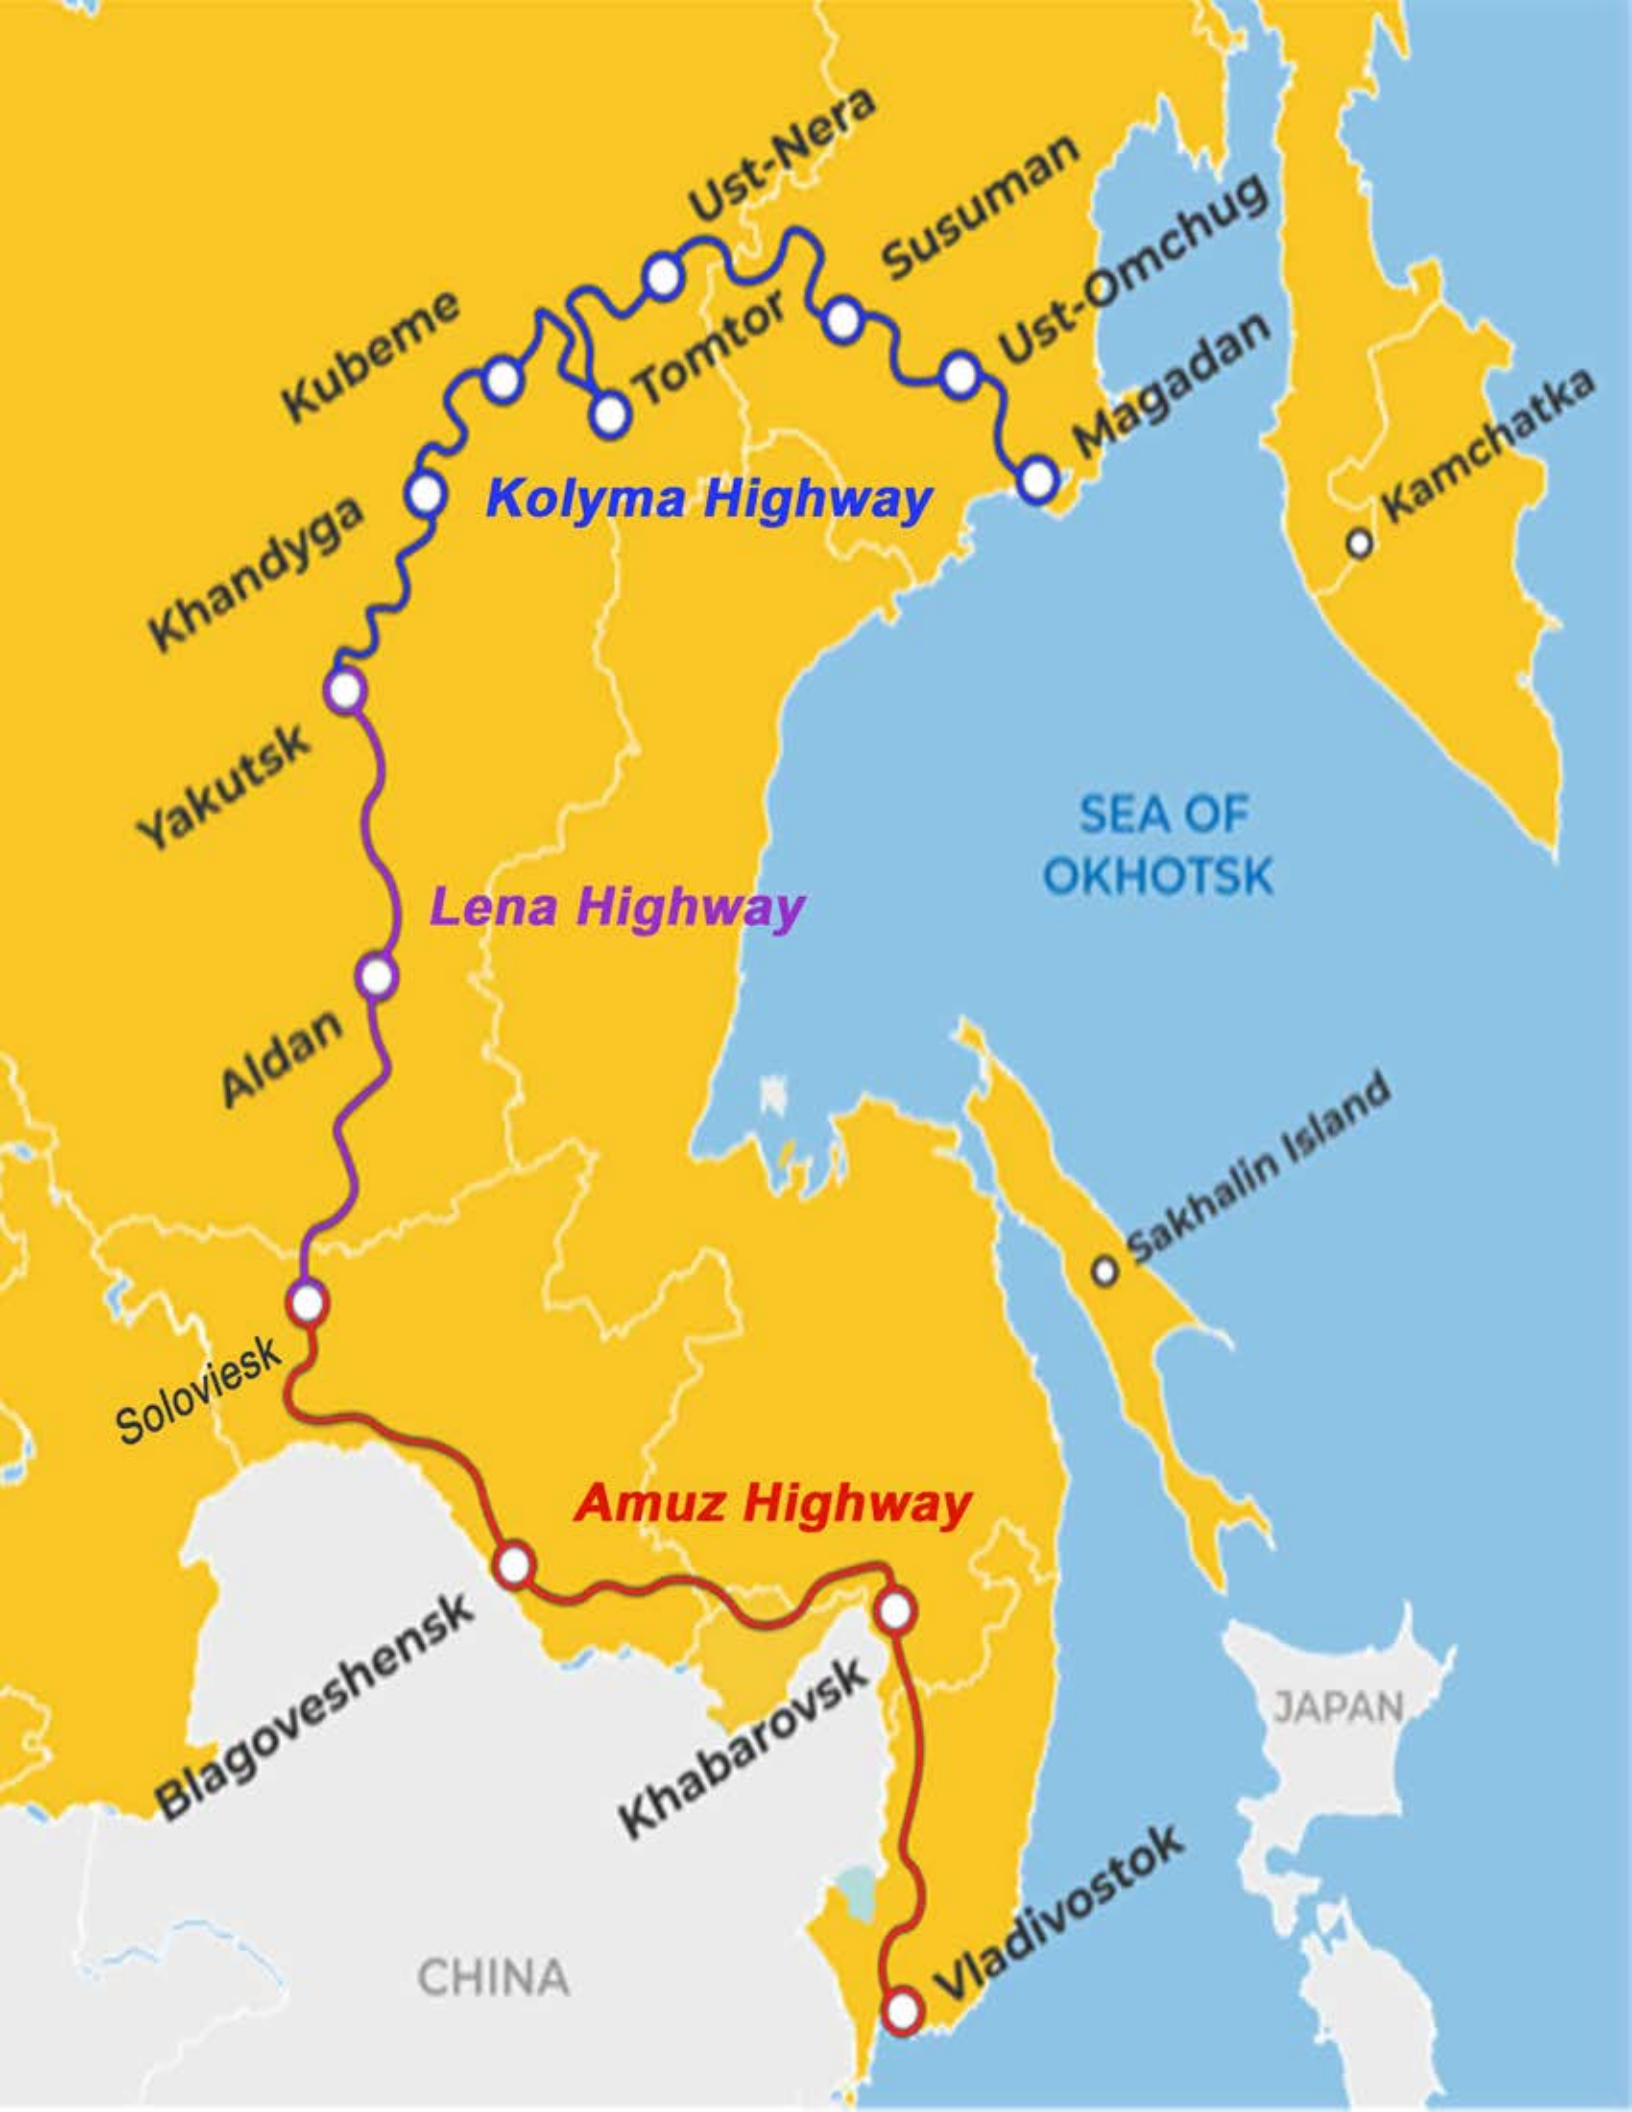 Ust-Nera
Susuman
Ust-Omchug
Kubeme
Tomtor
Magadan
Kamchatka
Kolyma Highway
Khandyga
Yakutsk
SEA OF
OKHOTSK
Lena Highway
Aldan
Sakhalin Island
Soloviesk
Amuz Highway
Blagoveshensk
Khabarovsk
JAPAN
Vladivostok
CHINA